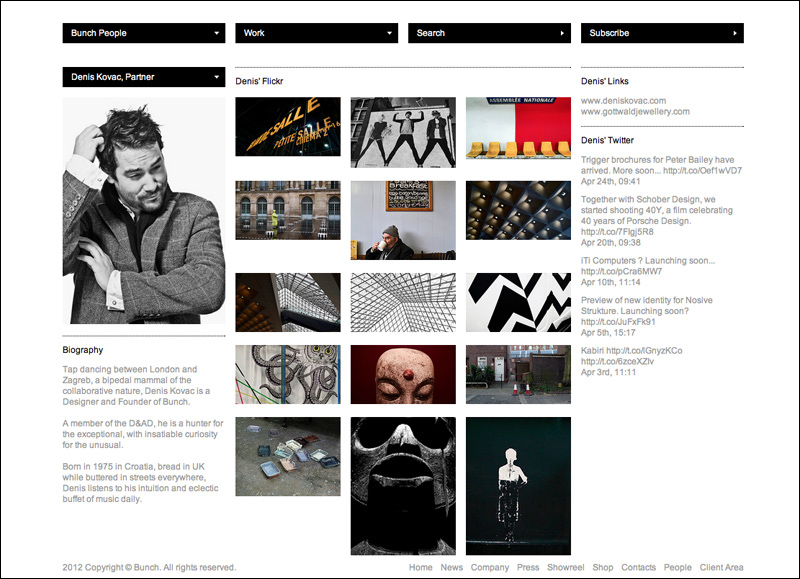 Bunch People
Work
Search
Subscribe
Denis Kovac, Partner
Denis' Flickr
Denis' Links
www.deniskovac.com
www.gottwaldjewellery.com
Denis' Twitter
Trigger brochures for Peter Bailey have
arrived. More soon... http://t.co/Oef1wVD7
Apr 24th, 09:41
Together with Schober Design, we
started shooting 40Y, a film celebrating
40 years of Porsche Design.
http://t.co/7Flgj5R8
Apr 20th, 09:38
iTi Computers ? Launching soon...
http://t.co/pCra6MW7
Apr 10th, 11:14
Preview of new identity for Nosive
Strukture. Launching soon?
http://t.co/JuFxFk91
Apr 5th, 15:17
Kabiri http://t.co/lGnyzKCo
http://t.co/6zceXZlv
Apr 3rd, 11:11
GRANDE SALLE
PETITE SALLE
CINEMA 2
ASSEMBLÉE NATIONALE
Breakfast
Biography
Tap dancing between London and
Zagreb, a bipedal mammal of the
collaborative nature, Denis Kovac is a
Designer and Founder of Bunch.
A member of the D&AD, he is a hunter for
the exceptional, with insatiable curiosity
for the unusual.
Born in 1975 in Croatia, bread in UK
while buttered in streets everywhere,
Denis listens to his intuition and eclectic
buffet of music daily.
2012 Copyright © Bunch. All rights reserved.
Home News Company Press Showreel Shop Contacts People Client Area